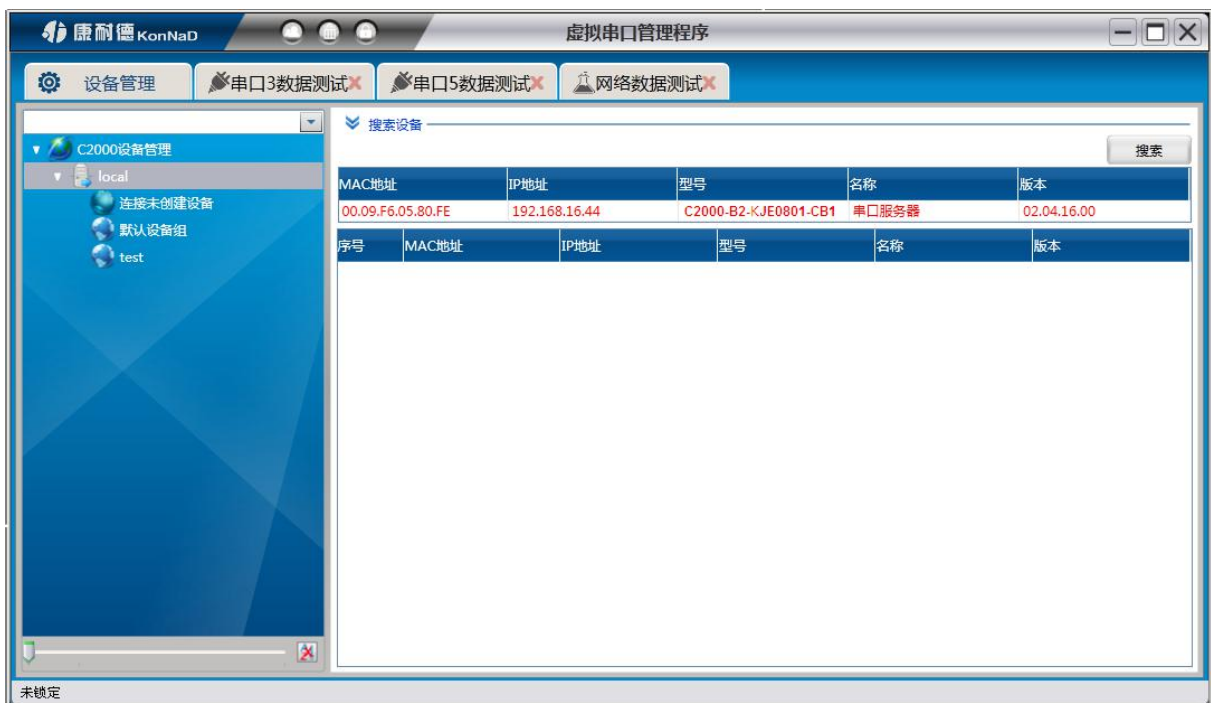 康耐德 KonNaD
虚拟串口管理程序
设备管理
串口3数据测试
串口5数据测试
网络数据测试
C2000设备管理
local
连接未创建设备
默认设备组
test
搜索设备
搜索
MAC地址 IP地址 型号 名称 版本
00.09.F6.05.80.FE 192.168.16.44 C2000-B2-KJE0801-CB1 串口服务器 02.04.16.00
序号 MAC地址 IP地址 型号 名称 版本
未锁定